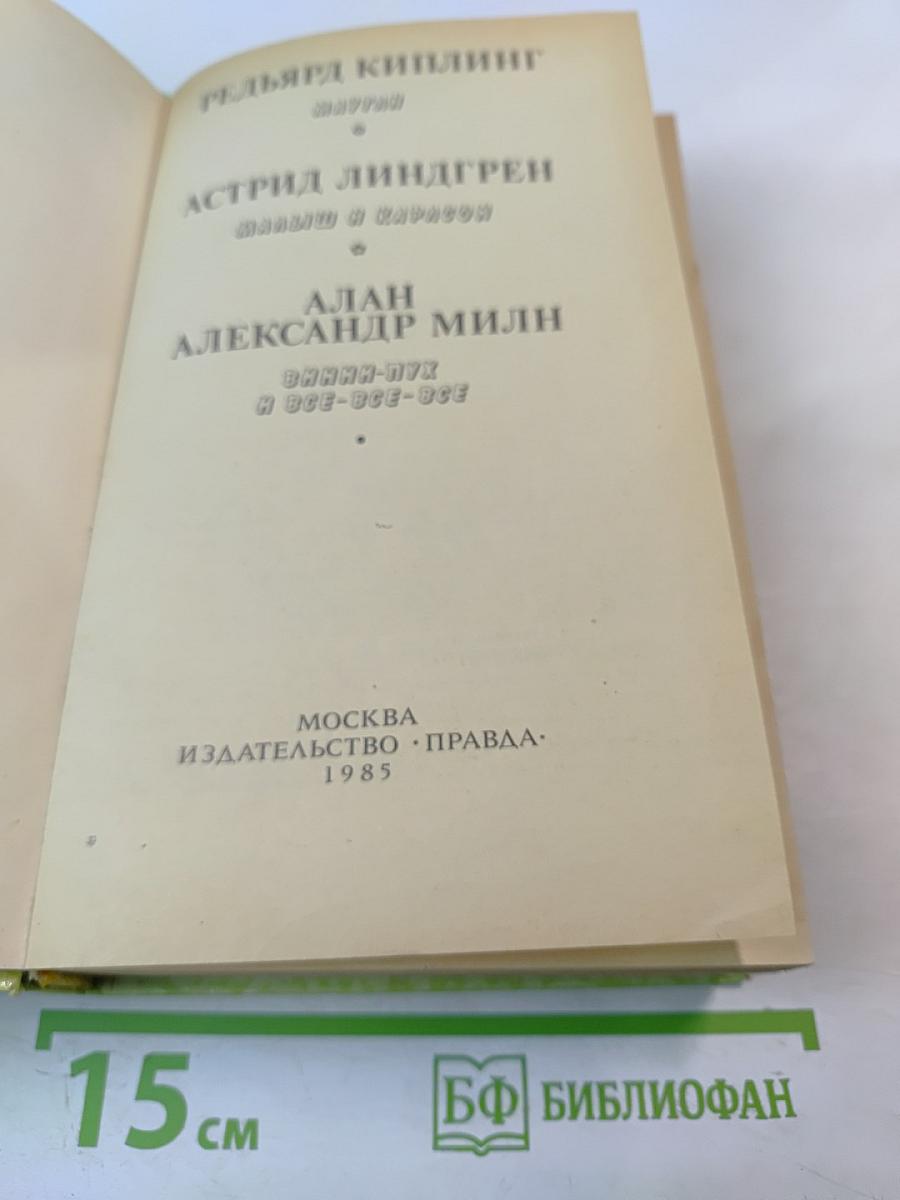 РЕДЬЯРД КИПЛИНГ
МАУГЛИ
АСТРИД ЛИНДГРЕН
МАЛЫШ И КАРЛСОН
АЛАН
АЛЕКСАНДР МИЛН
ВИННИ-ПУХ
И ВСЕ-ВСЕ-ВСЕ
МОСКВА
ИЗДАТЕЛЬСТВО «ПРАВДА»
1985
15 см
БФ БИБЛИОФАН